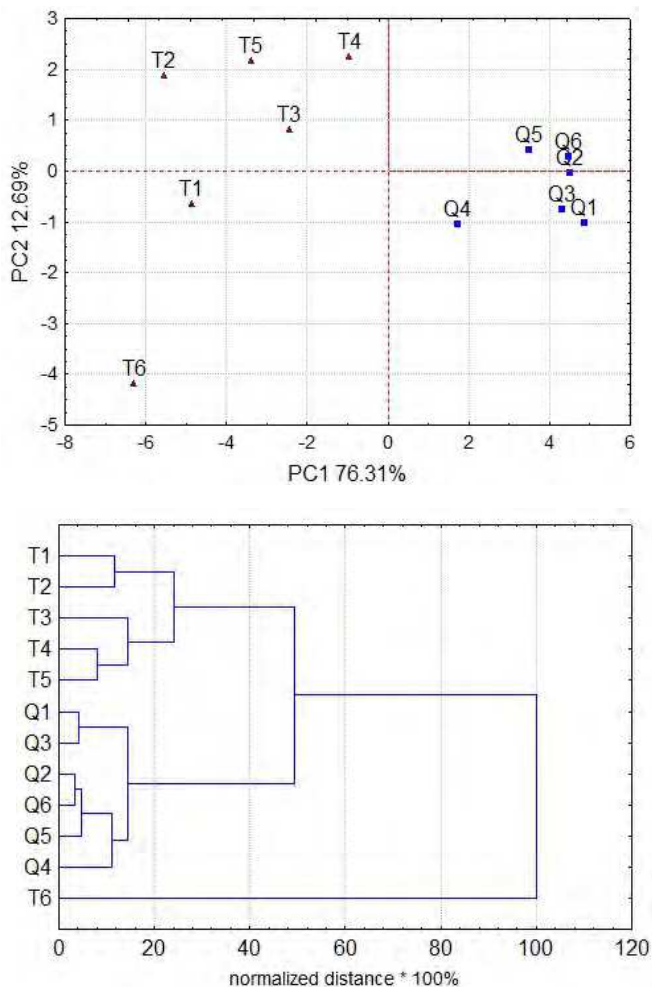 3
2
1
0
-1
-2
-3
-4
-5
PC2 12.69%
T2
T5
T4
T3
T1
T6
Q5
Q6
Q2
Q3
Q1
Q4
-8 -6 -4 -2 0 2 4 6
PC1 76.31%
T1
T2
T3
T4
T5
Q1
Q3
Q2
Q6
Q5
Q4
T6
0 20 40 60 80 100 120
normalized distance * 100%